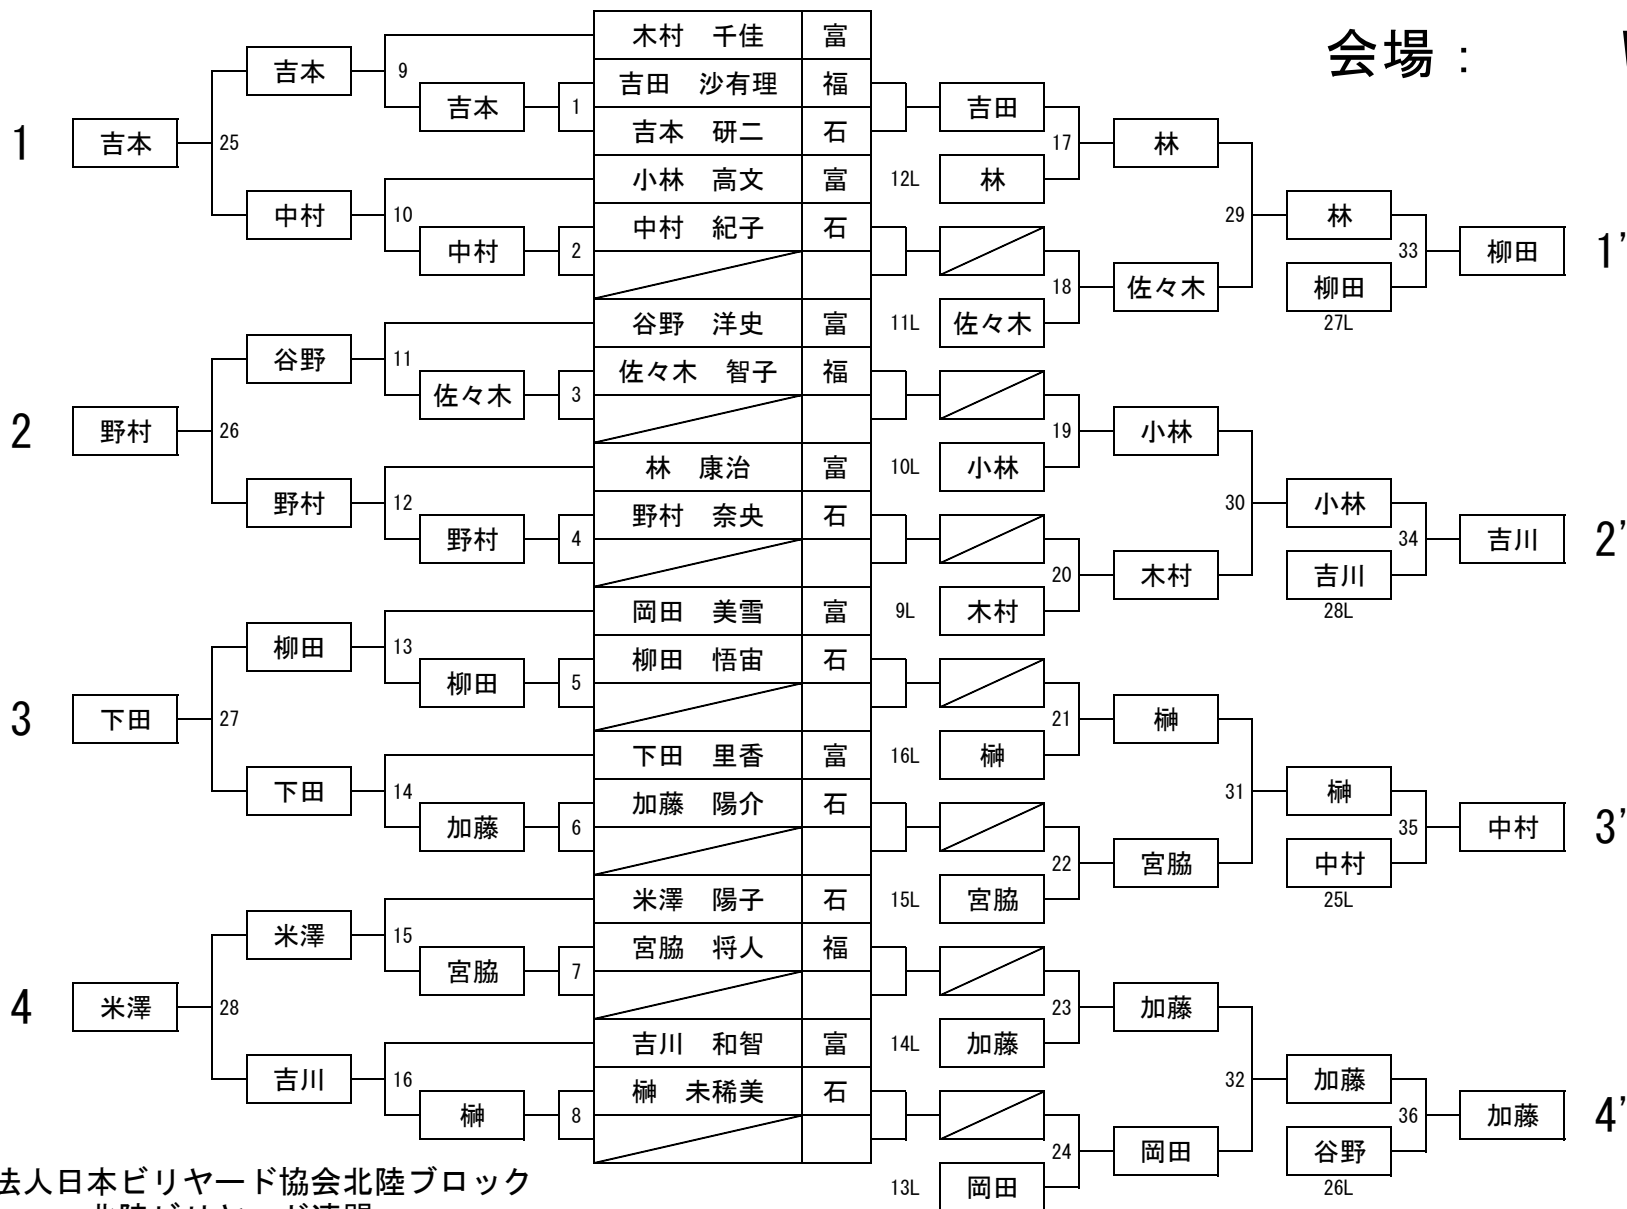 会場：
木村　千佳 富
吉本 9 吉田　沙有理 福
吉本 1 吉田
1 吉本 25 吉本　研二 石 17 林
小林　高文 富 12L 林
中村 10 中村　紀子 石 29 林
中村 2 33 柳田 1'
18 佐々木 柳田
谷野　洋史 富 11L 佐々木 27L
谷野 11 佐々木　智子 福
佐々木 3
2 野村 26 19 小林
林　康治 富 10L 小林
野村 12 野村　奈央 石 30 小林
野村 4 34 吉川 2'
20 木村 吉川
岡田　美雪 富 9L 木村 28L
柳田 13 柳田　悟宙 石
柳田 5
3 下田 27 21 榊
下田　里香 富 16L 榊
下田 14 加藤　陽介 石 31 榊
加藤 6 35 中村 3'
22 宮脇 中村
米澤　陽子 石 15L 宮脇 25L
米澤 15 宮脇　将人 福
宮脇 7
4 米澤 28 23 加藤
吉川　和智 富 14L 加藤
吉川 16 榊　未稀美 石 32 加藤
榊 8 36 加藤 4'
24 岡田 谷野
13L 岡田 26L
法人日本ビリヤード協会北陸ブロック